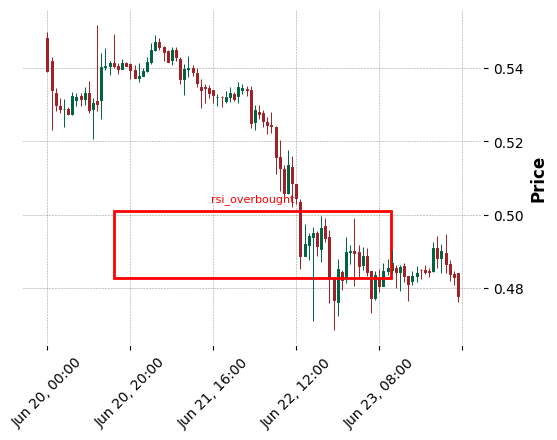 0.54
0.52
0.50
0.48
Price
rsi_overbought
Jun 20, 00:00
Jun 20, 20:00
Jun 21, 16:00
Jun 22, 12:00
Jun 23, 08:00